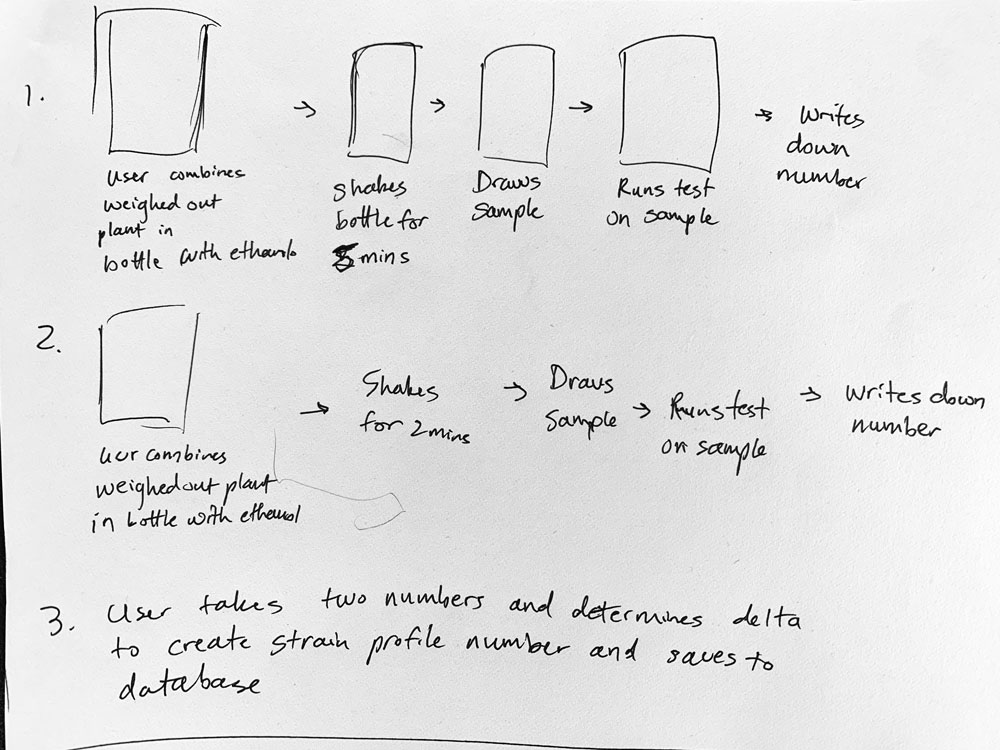 1.
User combines
weighed out
plant in
bottle with ethanol
→
Shakes
bottle for
5 mins
→
Draws
Sample
→
Runs test
on sample
→
Writes
down
number
2.
User combines
weighed out plant
in bottle with ethanol
→
Shakes
for 2 mins
→
Draws
Sample
→
Runs test
on sample
→
Writes down
number
3. User takes two numbers and determines delta
to create strain profile number and saves to
database